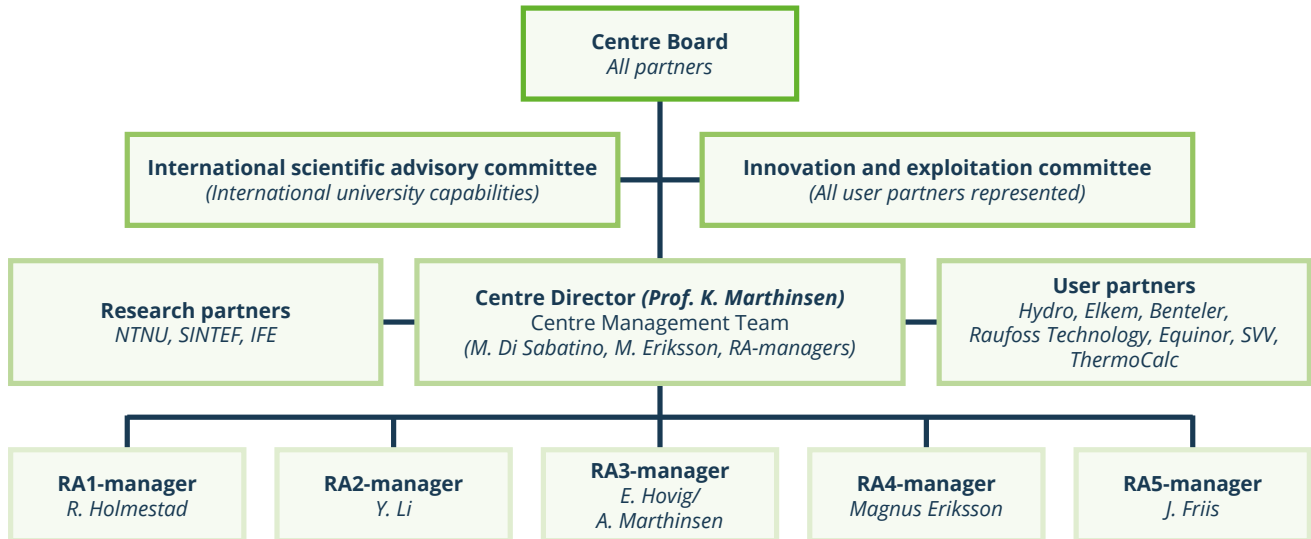 Centre Board
All partners
International scientific advisory committee
(International university capabilities)
Innovation and exploitation committee
(All user partners represented)
Research partners
NTNU, SINTEF, IFE
Centre Director (Prof. K. Marthinsen)
Centre Management Team
(M. Di Sabatino, M. Eriksson, RA-managers)
User partners
Hydro, Elkem, Benteler,
Raufoss Technology, Equinor, SVV,
ThermoCalc
RA1-manager
R. Holmestad
RA2-manager
Y. Li
RA3-manager
E. Hovig/
A. Marthinsen
RA4-manager
Magnus Eriksson
RA5-manager
J. Friis